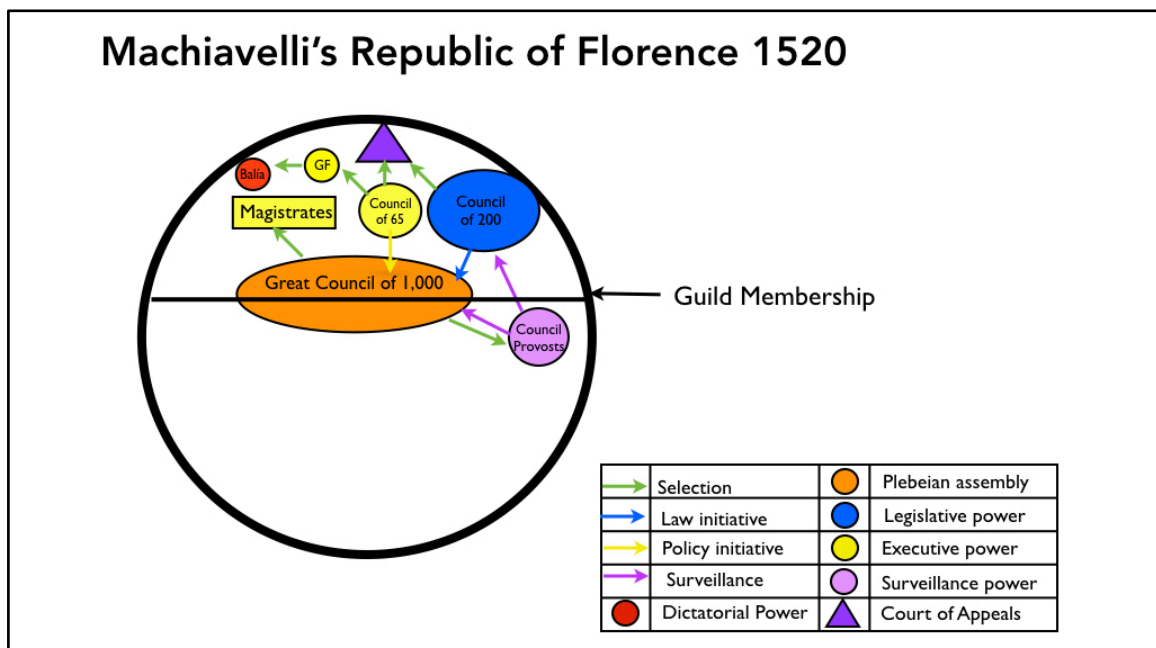 Machiavelli's Republic of Florence 1520
Balía
GF
Magistrates
Council
of 65
Council
of 200
Great Council of 1,000
Guild Membership
Council
Provosts
Selection
Plebeian assembly
Law initiative
Legislative power
Policy initiative
Executive power
Surveillance
Surveillance power
Dictatorial Power
Court of Appeals